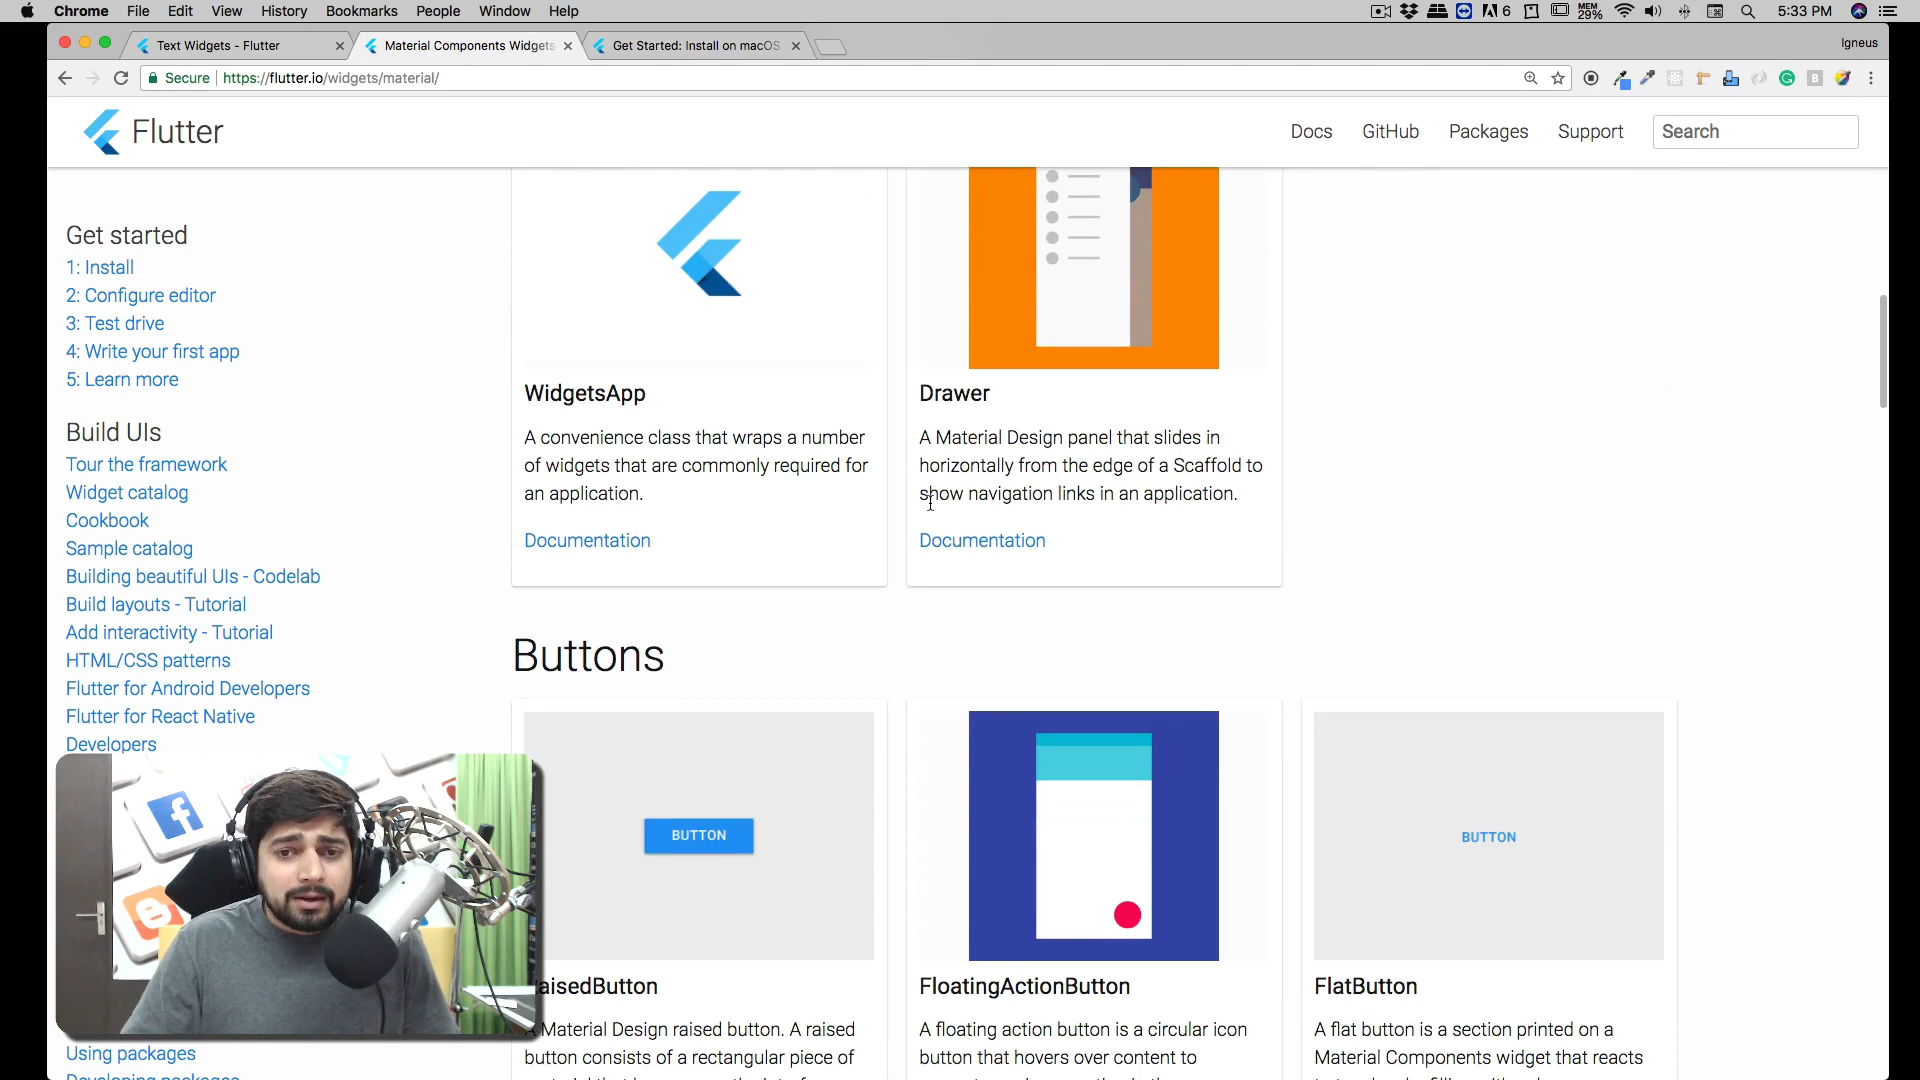 Chrome File Edit View History Bookmarks People Window Help
6 MEM 29% 5:33 PM
Text Widgets - Flutter
Material Components Widgets
Get Started: Install on macOS
Igneus
Secure https://flutter.io/widgets/material/
Flutter
Docs GitHub Packages Support Search
Get started
1: Install
2: Configure editor
3: Test drive
4: Write your first app
5: Learn more
Build UIs
Tour the framework
Widget catalog
Cookbook
Sample catalog
Building beautiful UIs - Codelab
Build layouts - Tutorial
Add interactivity - Tutorial
HTML/CSS patterns
Flutter for Android Developers
Flutter for React Native
Developers
Using packages
WidgetsApp
A convenience class that wraps a number
of widgets that are commonly required for
an application.
Documentation
Drawer
A Material Design panel that slides in
horizontally from the edge of a Scaffold to
show navigation links in an application.
Documentation
Buttons
BUTTON
aisedButton
Material Design raised button. A raised
button consists of a rectangular piece of
FloatingActionButton
A floating action button is a circular icon
button that hovers over content to
BUTTON
FlatButton
A flat button is a section printed on a
Material Components widget that reacts